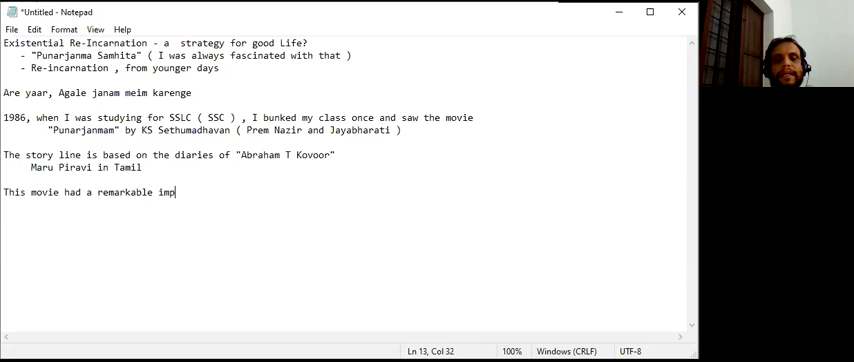 *Untitled - Notepad
File Edit Format View Help
Existential Re-Incarnation - a  strategy for good Life?
- "Punarjanma Samhita" ( I was always fascinated with that )
- Re-incarnation , from younger days
Are yaar, Agale janam meim karenge
1986, when I was studying for SSLC ( SSC ) , I bunked my class once and saw the movie
"Punarjanmam" by KS Sethumadhavan ( Prem Nazir and Jayabharati )
The story line is based on the diaries of "Abraham T Kovoor"
Maru Piravi in Tamil
This movie had a remarkable imp
Ln 13, Col 32 100% Windows (CRLF) UTF-8